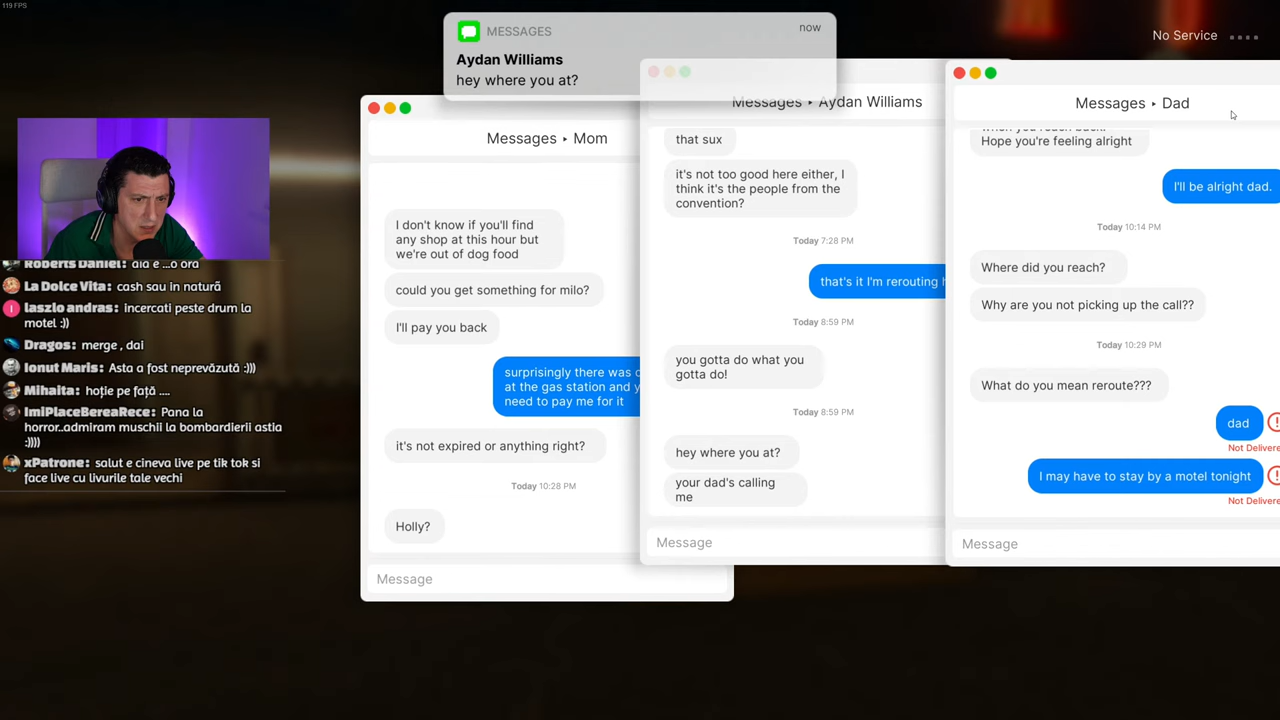 119 FPS
MESSAGES
now
Aydan Williams
hey where you at?
No Service
Messages ▸ Mom
I don't know if you'll find
any shop at this hour but
we're out of dog food
could you get something for milo?
I'll pay you back
surprisingly there was
at the gas station and
need to pay me for it
it's not expired or anything right?
Today 10:28 PM
Holly?
Message
Messages ▸ Aydan Williams
that sux
it's not too good here either, I
think it's the people from the
convention?
Today 7:28 PM
that's it I'm rerouting
Today 8:59 PM
you gotta do what you
gotta do!
Today 8:59 PM
hey where you at?
your dad's calling
me
Message
Messages ▸ Dad
when you reach back.
Hope you're feeling alright
I'll be alright dad.
Today 10:14 PM
Where did you reach?
Why are you not picking up the call??
Today 10:29 PM
What do you mean reroute???
dad
Not Delivere
I may have to stay by a motel tonight
Not Delivere
Message
Roberts Daniel: aia e ...o ora
La Dolce Vita: cash sau in natură
laszlo andras: incercati peste drum la
motel :))
Dragos: merge , dai
Ionut Maris: Asta a fost neprevăzută :)))
Mihaita: hoție pe față ....
ImiPlaceBereaRece: Pana la
horror..admiram muschii la bombardierii astia
:))))
xPatrone: salut e cineva live pe tik tok si
face live cu livurile tale vechi